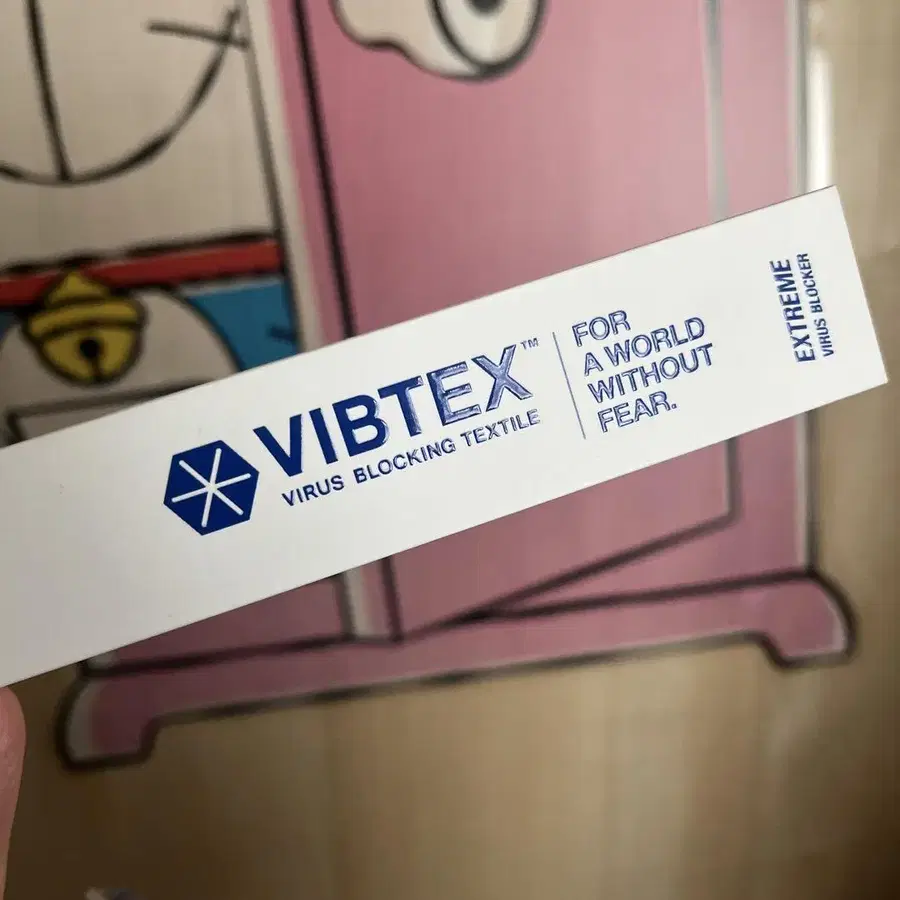 VIBTEX™
VIRUS BLOCKING TEXTILE
FOR
A WORLD
WITHOUT
FEAR.
EXTREME
VIRUS BLOCKER